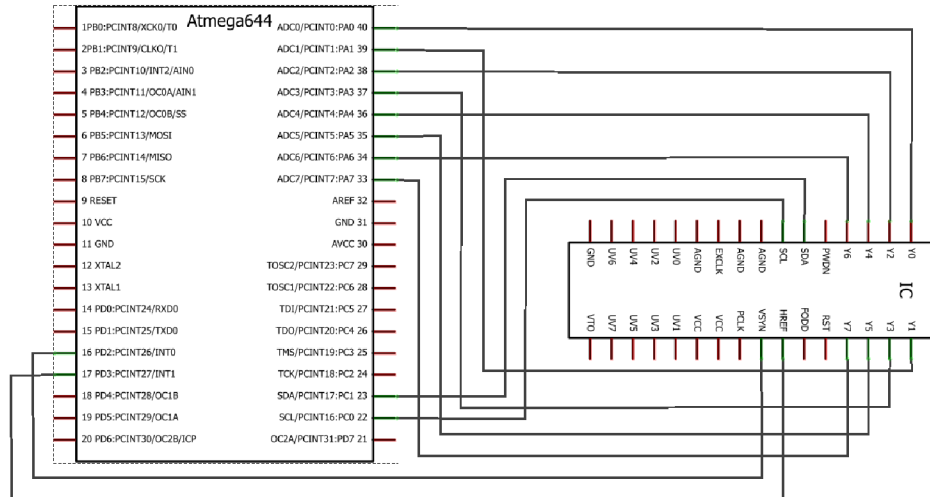 Atmega644
1PB0:PCINT8/XCK0/T0
2PB1:PCINT9/CLKO/T1
3 PB2:PCINT10/INT2/AIN0
4 PB3:PCINT11/OC0A/AIN1
5 PB4:PCINT12/OC0B/SS
6 PB5:PCINT13/MOSI
7 PB6:PCINT14/MISO
8 PB7:PCINT15/SCK
9 RESET
10 VCC
11 GND
12 XTAL2
13 XTAL1
14 PD0:PCINT24/RXD0
15 PD1:PCINT25/TXD0
16 PD2:PCINT26/INT0
17 PD3:PCINT27/INT1
18 PD4:PCINT28/OC1B
19 PD5:PCINT29/OC1A
20 PD6:PCINT30/OC2B/ICP
ADC0/PCINT0:PA0 40
ADC1/PCINT1:PA1 39
ADC2/PCINT2:PA2 38
ADC3/PCINT3:PA3 37
ADC4/PCINT4:PA4 36
ADC5/PCINT5:PA5 35
ADC6/PCINT6:PA6 34
ADC7/PCINT7:PA7 33
AREF 32
GND 31
AVCC 30
TOSC2/PCINT23:PC7 29
TOSC1/PCINT22:PC6 28
TDI/PCINT21:PC5 27
TDO/PCINT20:PC4 26
TMS/PCINT19:PC3 25
TCK/PCINT18:PC2 24
SDA/PCINT17:PC1 23
SCL/PCINT16:PC0 22
OC2A/PCINT31:PD7 21
GND
UV6
UV4
UV2
UV0
AGND
EXCLK
AGND
AGND
SCL
SDA
PWDN
Y6
Y4
Y2
Y0
IC
VTO
UV7
UV5
UV3
UV1
VCC
VCC
PCLK
VSYN
HREF
FODD
RST
Y7
Y5
Y3
Y1